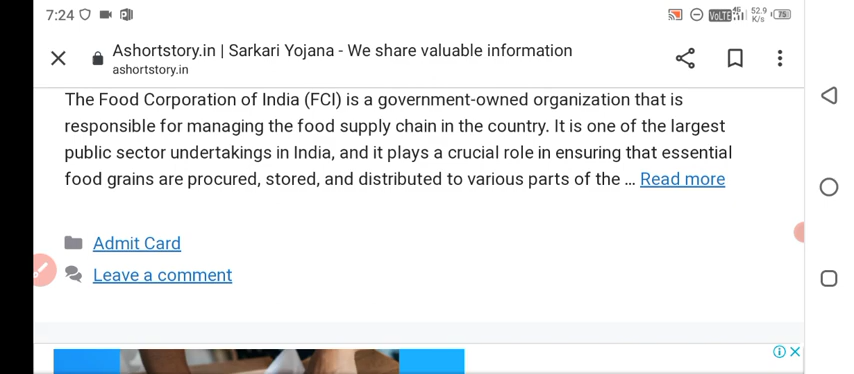 7:24
VoLTE 4G 52.9 K/s 75
Ashortstory.in | Sarkari Yojana - We share valuable information
ashortstory.in
The Food Corporation of India (FCI) is a government-owned organization that is
responsible for managing the food supply chain in the country. It is one of the largest
public sector undertakings in India, and it plays a crucial role in ensuring that essential
food grains are procured, stored, and distributed to various parts of the ... Read more
Admit Card
Leave a comment